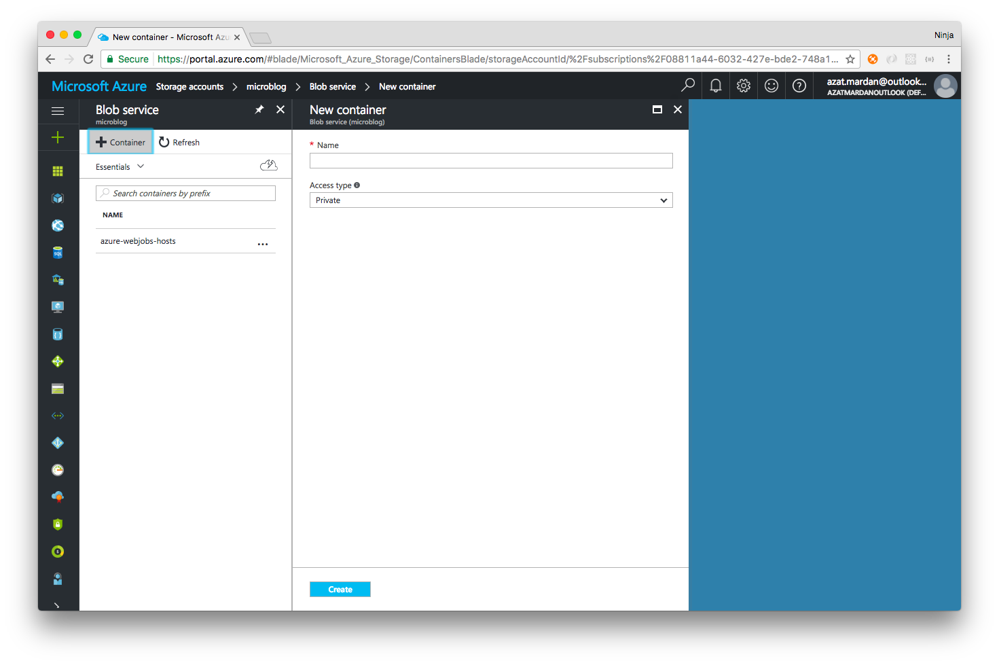 New container - Microsoft Azu
Ninja
Secure https://portal.azure.com/#blade/Microsoft_Azure_Storage/ContainersBlade/storageAccountId/%2Fsubscriptions%2F08811a44-6032-427e-bde2-748a1...
Microsoft Azure Storage accounts > microblog > Blob service > New container
azat.mardan@outlook...
AZATMARDANOUTLOOK (DEF...
Blob service
microblog
New container
Blob service (microblog)
Container Refresh
Essentials
Search containers by prefix
NAME
azure-webjobs-hosts ...
* Name
Access type
Private
Create
SQL